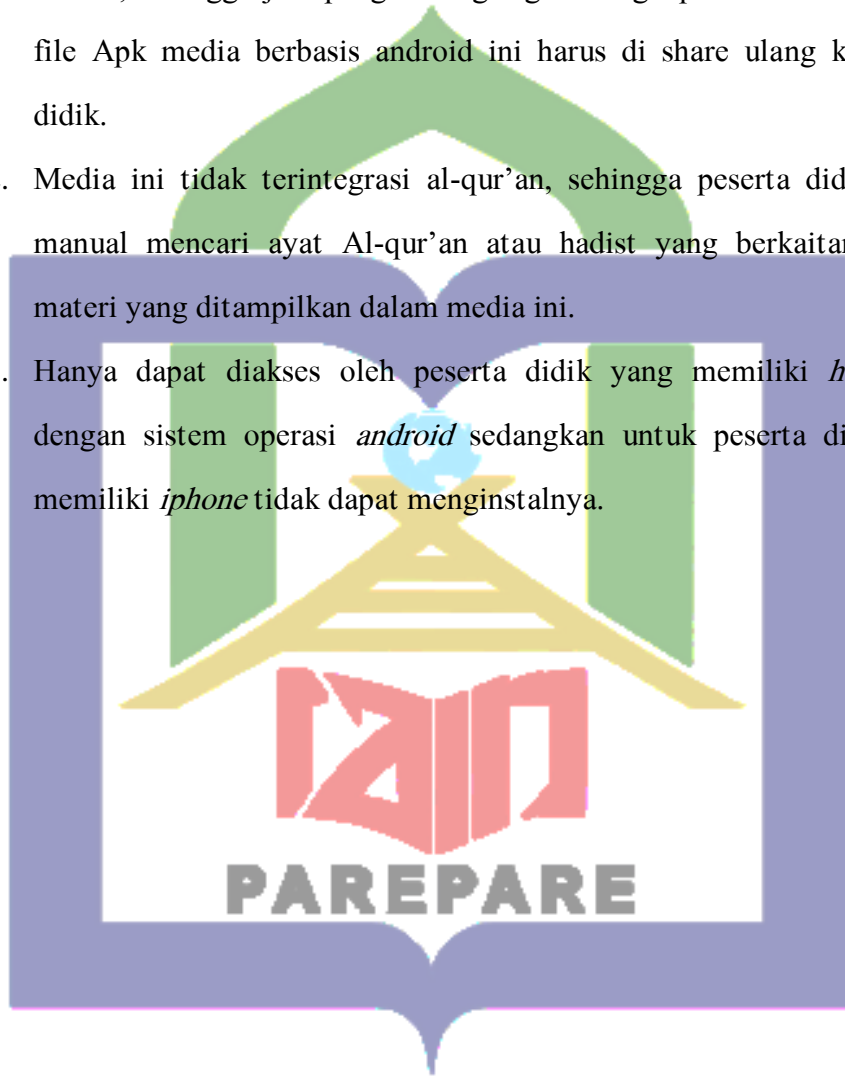 file Apk media berbasis android ini harus di share ulang
didik.
. Media ini tidak terintegrasi al-qur'an, sehingga peserta
manual mencari ayat Al-qur'an atau hadist yang berkaitan
materi yang ditampilkan dalam media ini.
. Hanya dapat diakses oleh peserta didik yang memiliki
dengan sistem operasi android sedangkan untuk peserta
memiliki iphone tidak dapat menginstalnya.
iain
PAREPARE